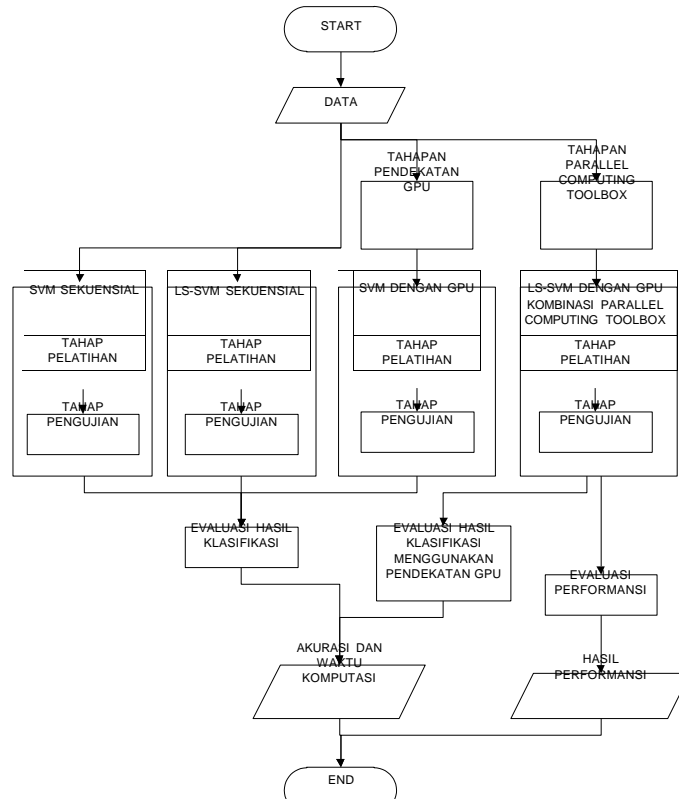 START
DATA
TAHAPAN
PENDEKATAN
GPU
TAHAPAN
PARALLEL
COMPUTING
TOOLBOX
SVM SEKUENSIAL
TAHAP
PELATIHAN
TAHAP
PENGUJIAN
LS-SVM SEKUENSIAL
TAHAP
PELATIHAN
TAHAP
PENGUJIAN
SVM DENGAN GPU
TAHAP
PELATIHAN
TAHAP
PENGUJIAN
LS-SVM DENGAN GPU
KOMBINASI PARALLEL
COMPUTING TOOLBOX
TAHAP
PELATIHAN
TAHAP
PENGUJIAN
EVALUASI HASIL
KLASIFIKASI
EVALUASI HASIL
KLASIFIKASI
MENGGUNAKAN
PENDEKATAN GPU
EVALUASI
PERFORMANSI
AKURASI DAN
WAKTU
KOMPUTASI
HASIL
PERFORMANSI
END